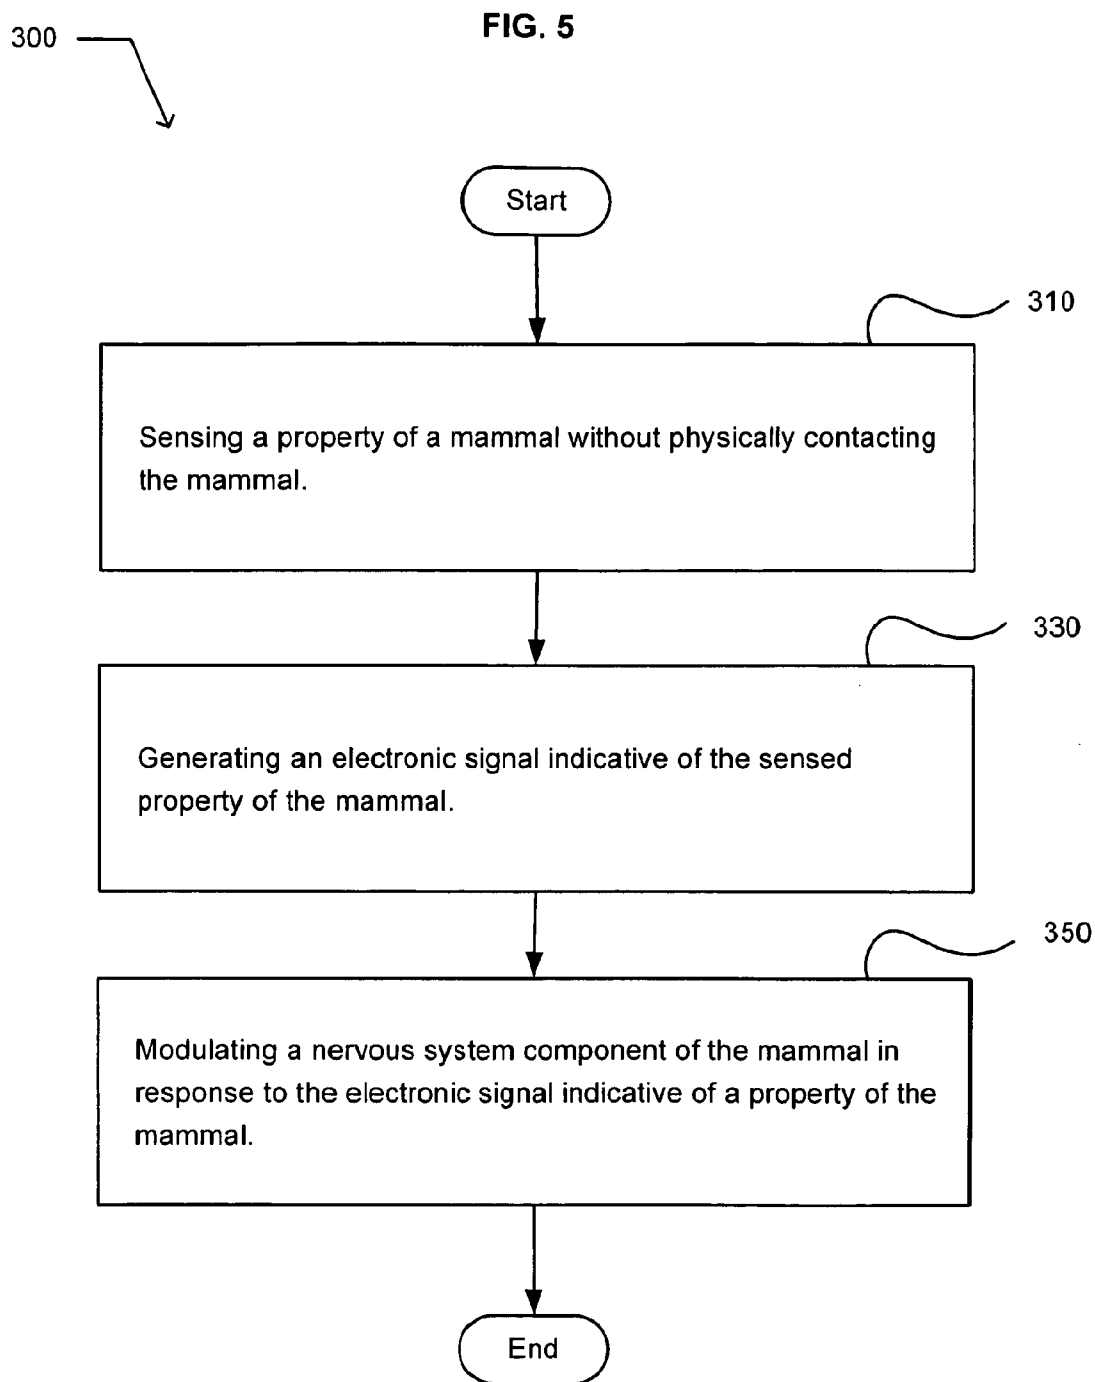 FIG. 5
300
Start
310
Sensing a property of a mammal without physically contacting
the mammal.
330
Generating an electronic signal indicative of the sensed
property of the mammal.
350
Modulating a nervous system component of the mammal in
response to the electronic signal indicative of a property of the
mammal.
End